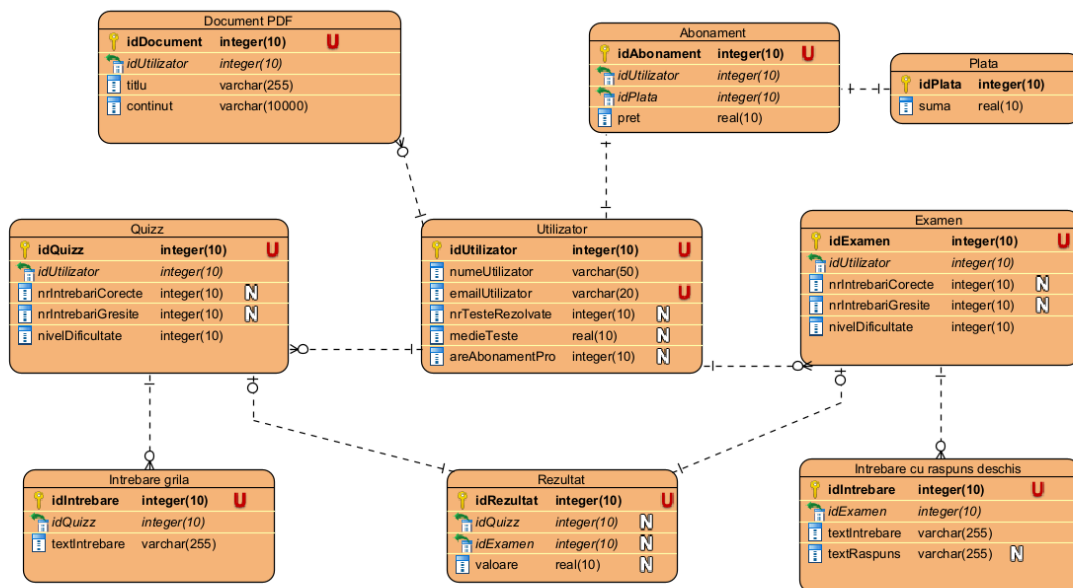 Document PDF
idDocument integer(10) U
idUtilizator integer(10)
titlu varchar(255)
continut varchar(10000)
Abonament
idAbonament integer(10) U
idUtilizator integer(10)
idPlata integer(10)
pret real(10)
Plata
idPlata integer(10)
suma real(10)
Quizz
idQuizz integer(10) U
idUtilizator integer(10)
nrIntrebariCorecte integer(10) N
nrIntrebariGresite integer(10) N
nivelDificultate integer(10)
Utilizator
idUtilizator integer(10) U
numeUtilizator varchar(50)
emailUtilizator varchar(20) U
nrTesteRezolvate integer(10) N
medieTeste real(10) N
areAbonamentPro integer(10) N
Examen
idExamen integer(10) U
idUtilizator integer(10)
nrIntrebariCorecte integer(10) N
nrIntrebariGresite integer(10) N
nivelDificultate integer(10)
Intrebare grila
idIntrebare integer(10) U
idQuizz integer(10)
textIntrebare varchar(255)
Rezultat
idRezultat integer(10) U
idQuizz integer(10) N
idExamen integer(10) N
valoare real(10) N
Intrebare cu raspuns deschis
idIntrebare integer(10) U
idExamen integer(10)
textIntrebare varchar(255)
textRaspuns varchar(255) N